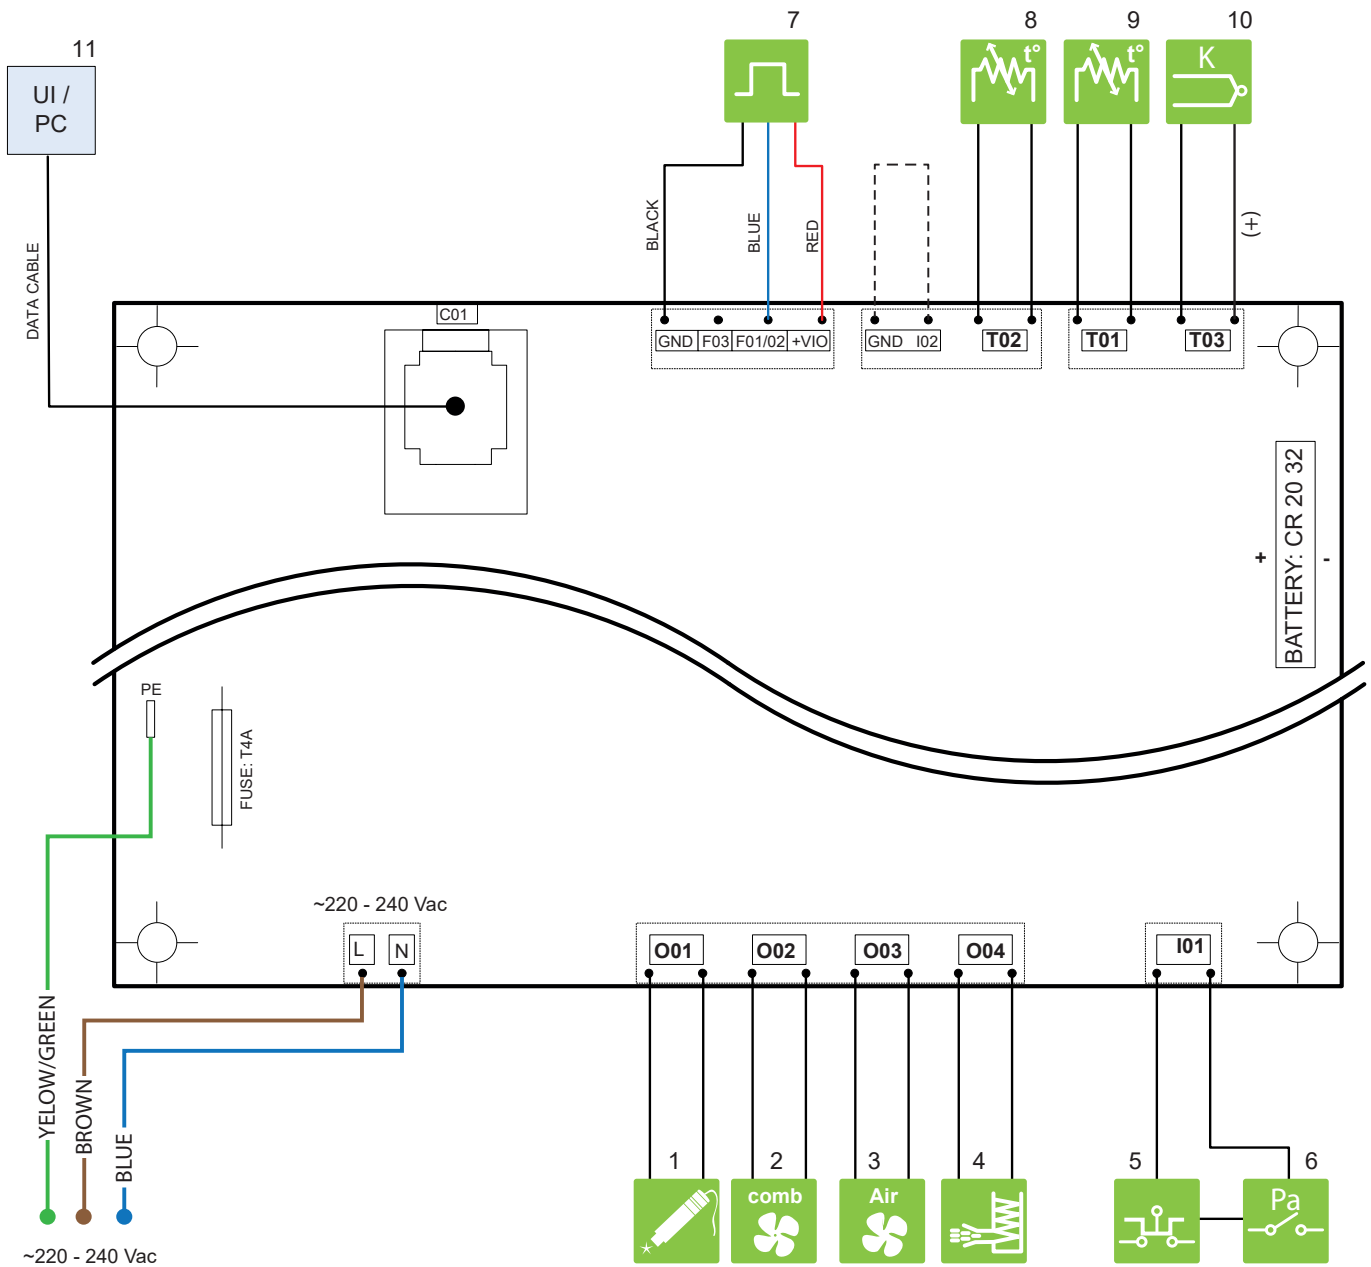 7
8
9
10
11
UI /
PC
t°
t°
K
BLACK
BLUE
RED
(+)
DATA CABLE
C01
GND F03 F01/02 +VIO
GND I02
T02
T01
T03
BATTERY: CR 20 32
+
-
PE
FUSE: T4A
~220 - 240 Vac
L
N
O01
O02
O03
O04
I01
YELOW/GREEN
BROWN
BLUE
1
2
3
4
5
6
comb
Air
Pa
~220 - 240 Vac